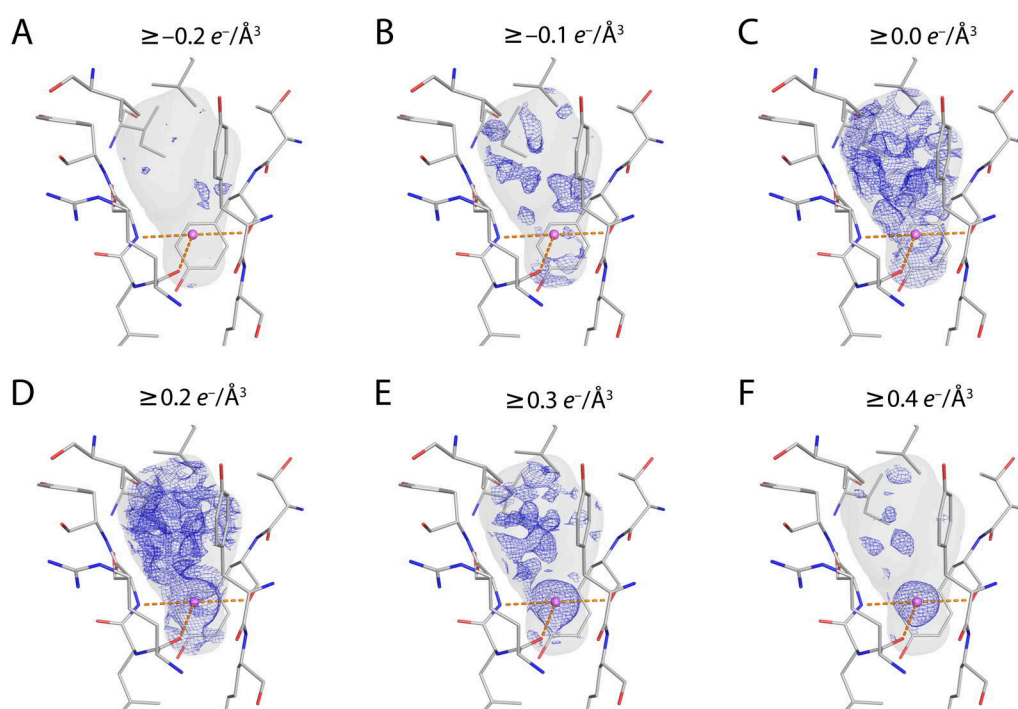 A ≥ –0.2 e⁻/Å³
B ≥ –0.1 e⁻/Å³
C ≥ 0.0 e⁻/Å³
D ≥ 0.2 e⁻/Å³
E ≥ 0.3 e⁻/Å³
F ≥ 0.4 e⁻/Å³